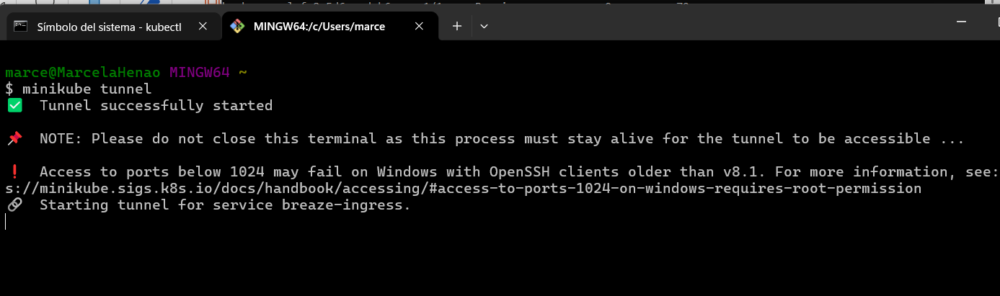 Símbolo del sistema - kubectl
MINGW64:/c/Users/marce
marce@MarcelaHenao MINGW64 ~
$ minikube tunnel
✅ Tunnel successfully started
📌 NOTE: Please do not close this terminal as this process must stay alive for the tunnel to be accessible ...
❗ Access to ports below 1024 may fail on Windows with OpenSSH clients older than v8.1. For more information, see:
s://minikube.sigs.k8s.io/docs/handbook/accessing/#access-to-ports-1024-on-windows-requires-root-permission
🔗 Starting tunnel for service breaze-ingress.